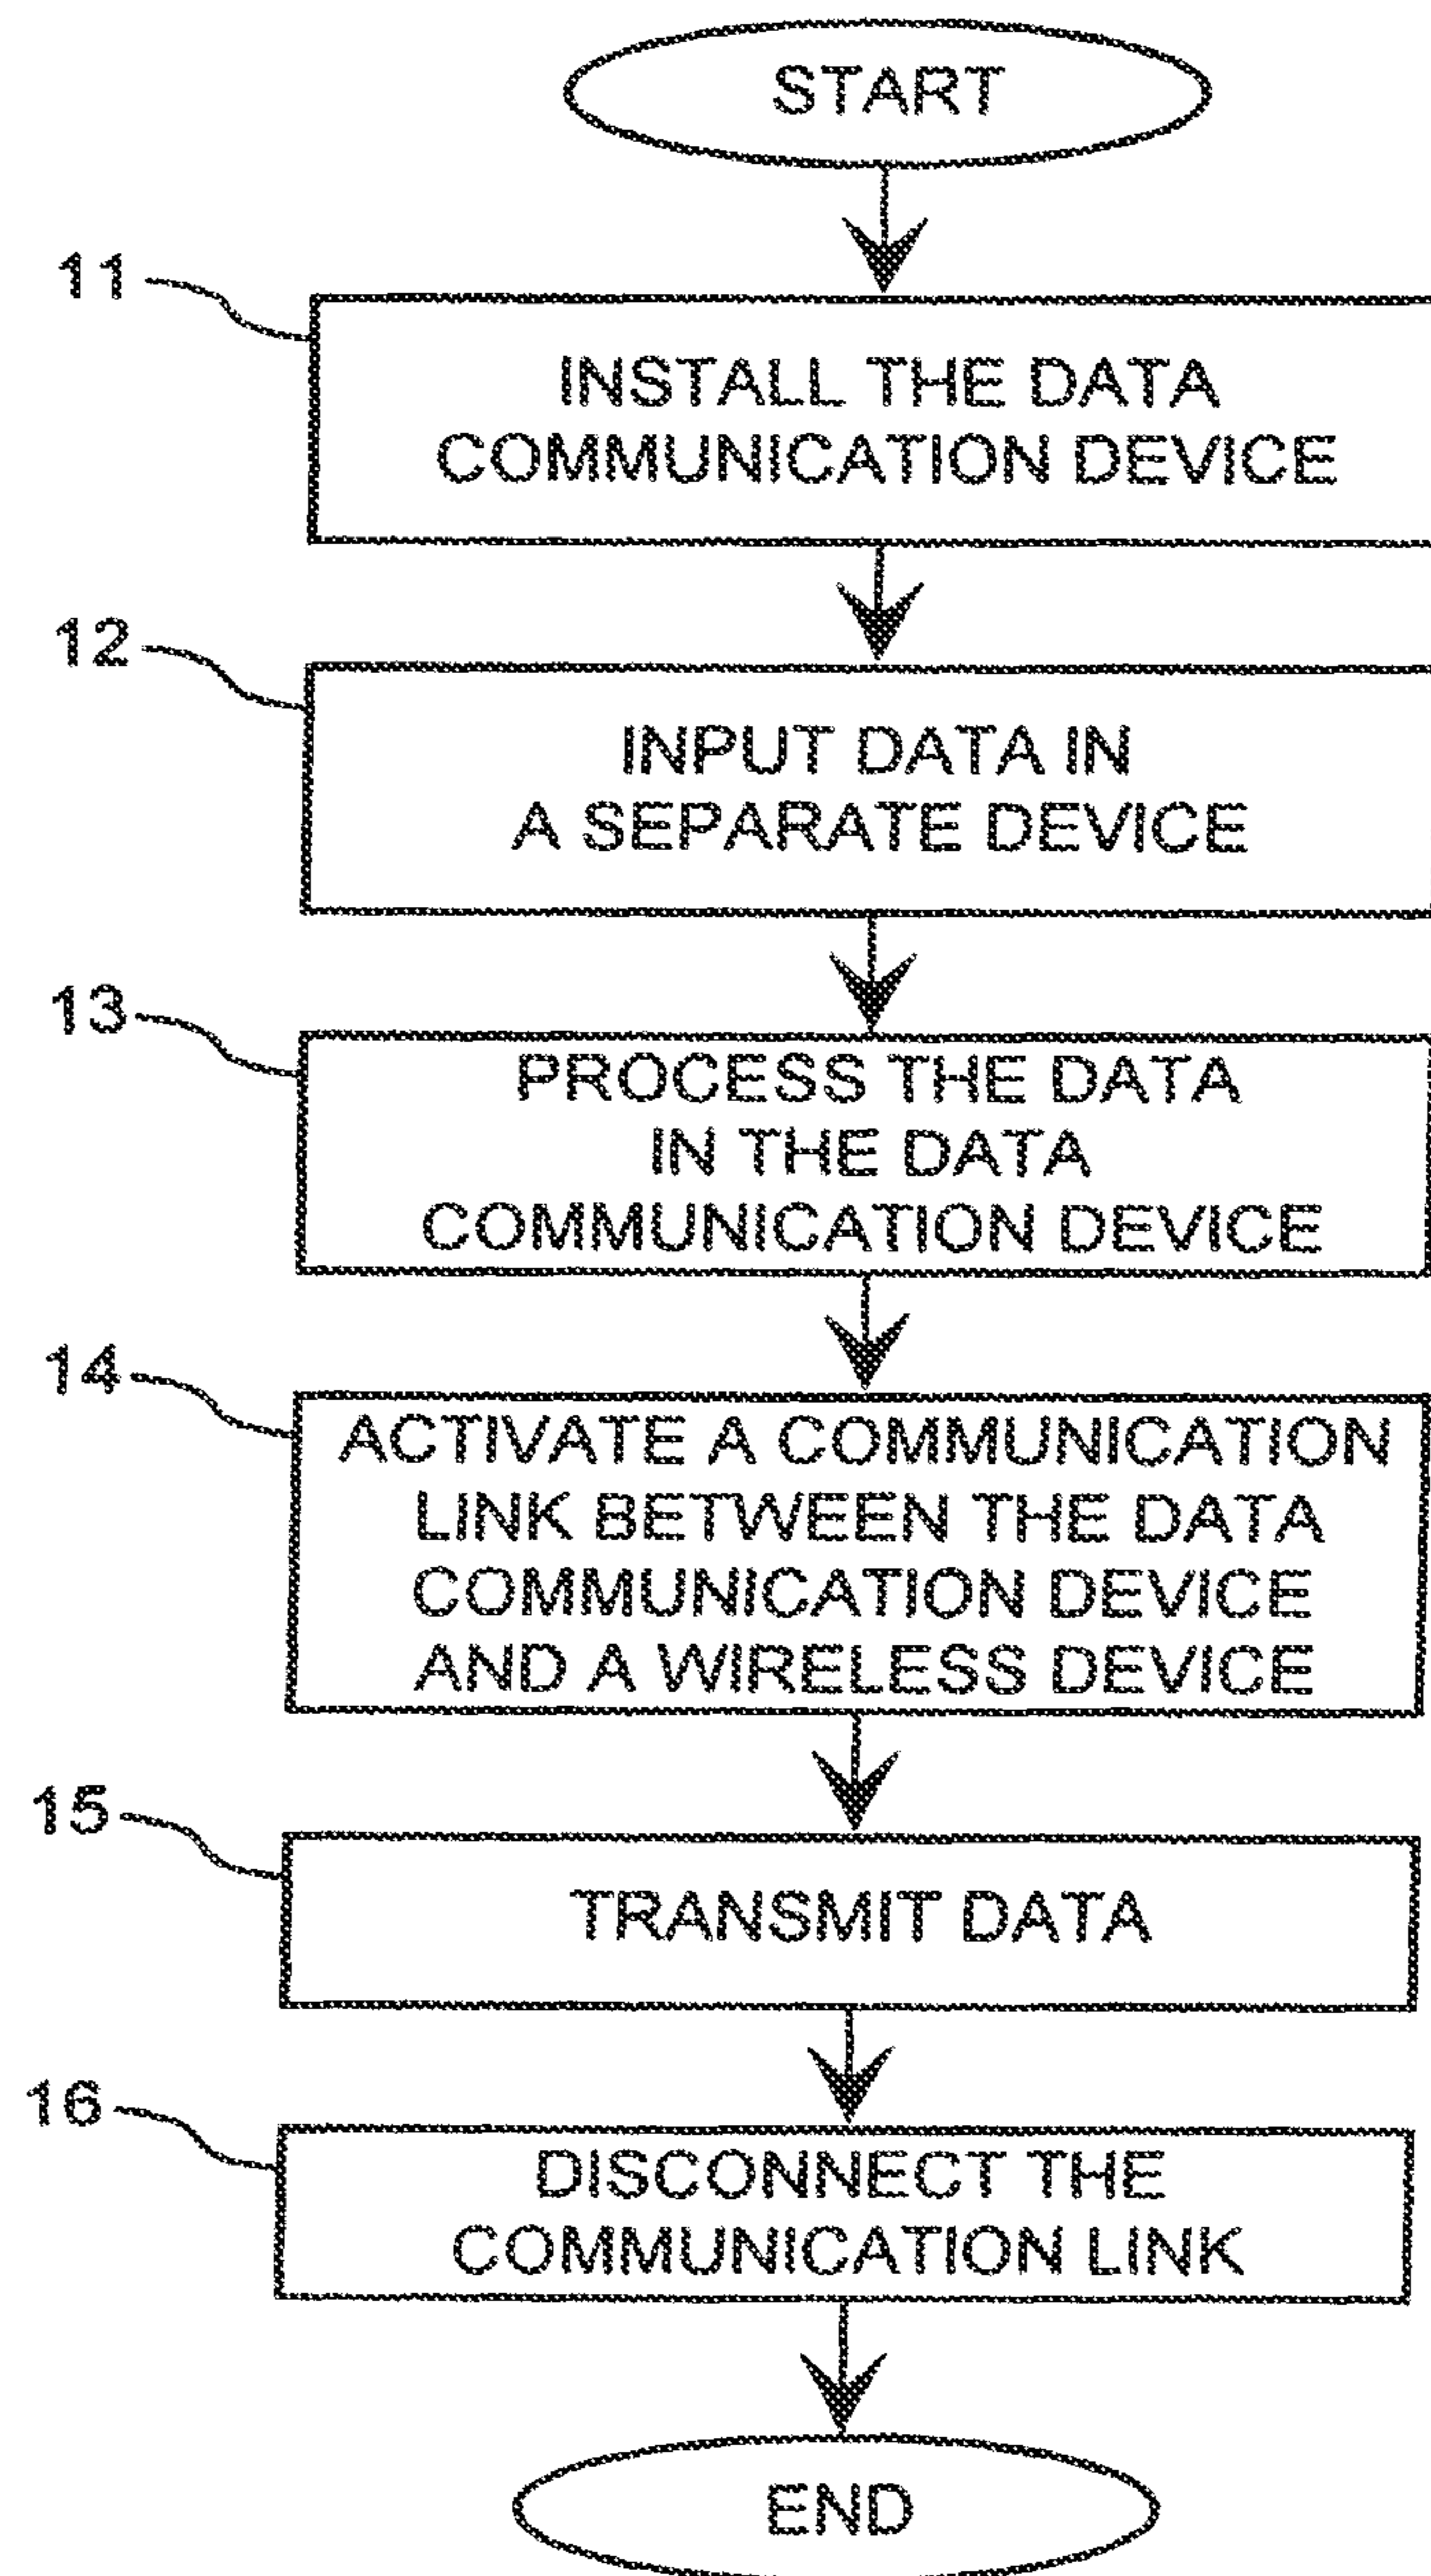 START
11
INSTALL THE DATA
COMMUNICATION DEVICE
12
INPUT DATA IN
A SEPARATE DEVICE
13
PROCESS THE DATA
IN THE DATA
COMMUNICATION DEVICE
14
ACTIVATE A COMMUNICATION
LINK BETWEEN THE DATA
COMMUNICATION DEVICE
AND A WIRELESS DEVICE
15
TRANSMIT DATA
16
DISCONNECT THE
COMMUNICATION LINK
END